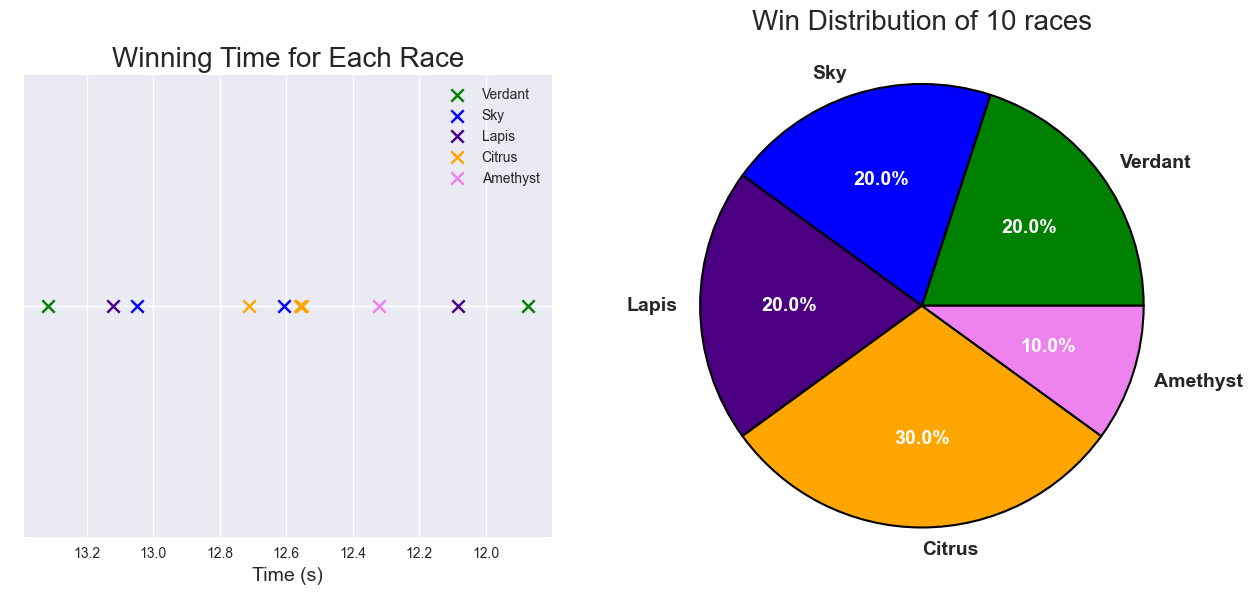 Winning Time for Each Race
Verdant
Sky
Lapis
Citrus
Amethyst
13.2 13.0 12.8 12.6 12.4 12.2 12.0
Time (s)
Win Distribution of 10 races
Sky
Verdant
20.0%
20.0%
Lapis
20.0%
10.0%
Amethyst
30.0%
Citrus